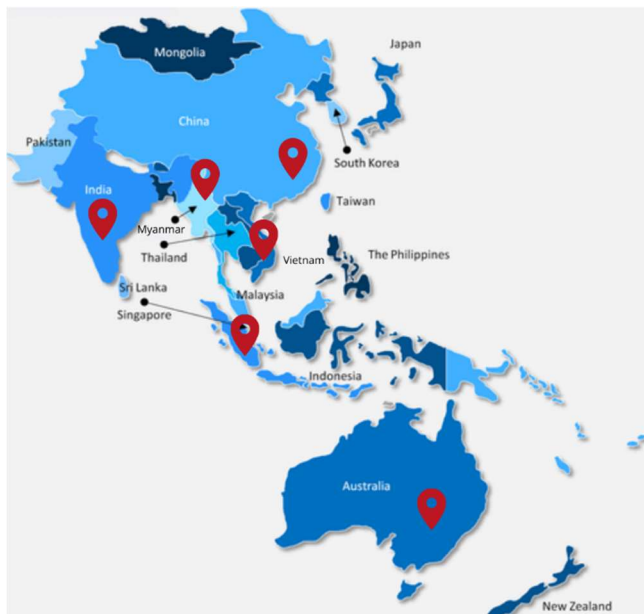 Mongolia
Japan
China
Pakistan
South Korea
India
Taiwan
Myanmar
Thailand
Vietnam
The Philippines
Sri Lanka
Malaysia
Singapore
Indonesia
Australia
New Zealand